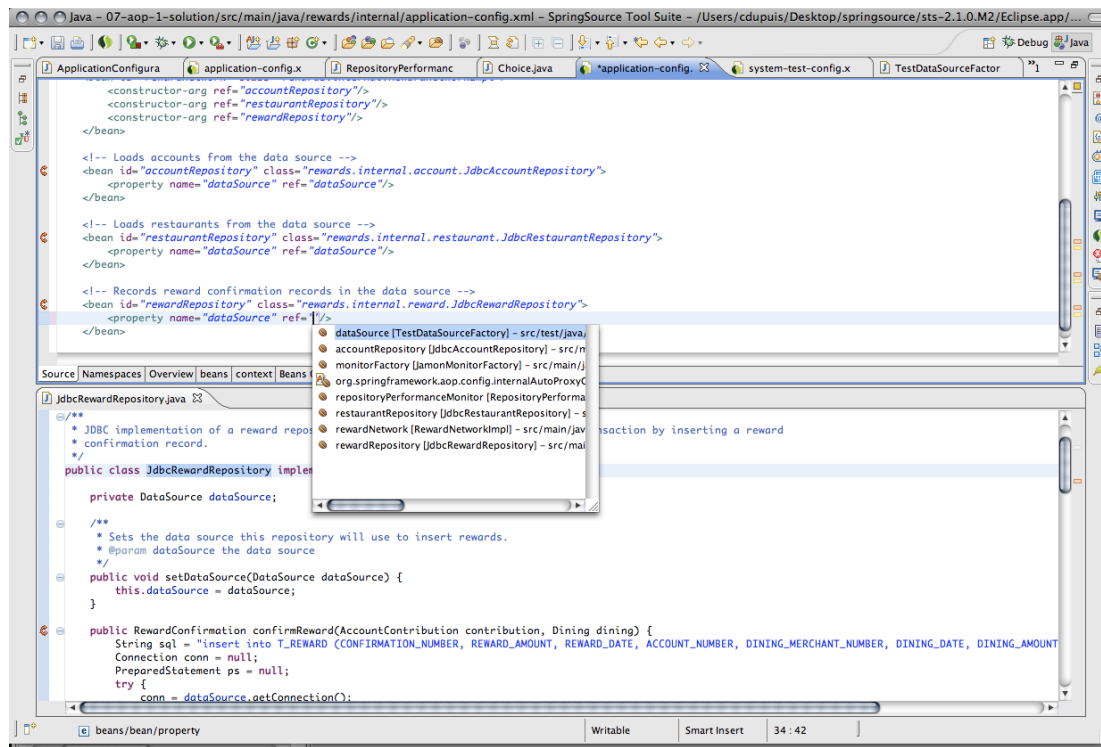 Java - 07-aop-1-solution/src/main/java/rewards/internal/application-config.xml - SpringSource Tool Suite - /Users/cdupuis/Desktop/springsource/sts-2.1.0.M2/Eclipse.app/...
Debug Java
ApplicationConfigura application-config.x RepositoryPerformanc Choice.java *application-config. system-test-config.x TestDataSourceFactor »1
<constructor-arg ref="accountRepository"/>
<constructor-arg ref="restaurantRepository"/>
<constructor-arg ref="rewardRepository"/>
</bean>
<!-- Loads accounts from the data source -->
<bean id="accountRepository" class="rewards.internal.account.JdbcAccountRepository">
<property name="dataSource" ref="dataSource"/>
</bean>
<!-- Loads restaurants from the data source -->
<bean id="restaurantRepository" class="rewards.internal.restaurant.JdbcRestaurantRepository">
<property name="dataSource" ref="dataSource"/>
</bean>
<!-- Records reward confirmation records in the data source -->
<bean id="rewardRepository" class="rewards.internal.reward.JdbcRewardRepository">
<property name="dataSource" ref=""/>
</bean>
dataSource [TestDataSourceFactory] - src/test/java/
accountRepository [JdbcAccountRepository] - src/m
monitorFactory [JamonMonitorFactory] - src/main/j
org.springframework.aop.config.internalAutoProxyC
repositoryPerformanceMonitor [RepositoryPerforma
restaurantRepository [JdbcRestaurantRepository] - s
rewardNetwork [RewardNetworkImpl] - src/main/jav
rewardRepository [JdbcRewardRepository] - src/mai
Source Namespaces Overview beans context Beans
JdbcRewardRepository.java
/**
* JDBC implementation of a reward repos nsaction by inserting a reward
* confirmation record.
*/
public class JdbcRewardRepository implem
private DataSource dataSource;
/**
* Sets the data source this repository will use to insert rewards.
* @param dataSource the data source
*/
public void setDataSource(DataSource dataSource) {
this.dataSource = dataSource;
}
public RewardConfirmation confirmReward(AccountContribution contribution, Dining dining) {
String sql = "insert into T_REWARD (CONFIRMATION_NUMBER, REWARD_AMOUNT, REWARD_DATE, ACCOUNT_NUMBER, DINING_MERCHANT_NUMBER, DINING_DATE, DINING_AMOUNT
Connection conn = null;
PreparedStatement ps = null;
try {
conn = dataSource.getConnection();
beans/bean/property Writable Smart Insert 34 : 42